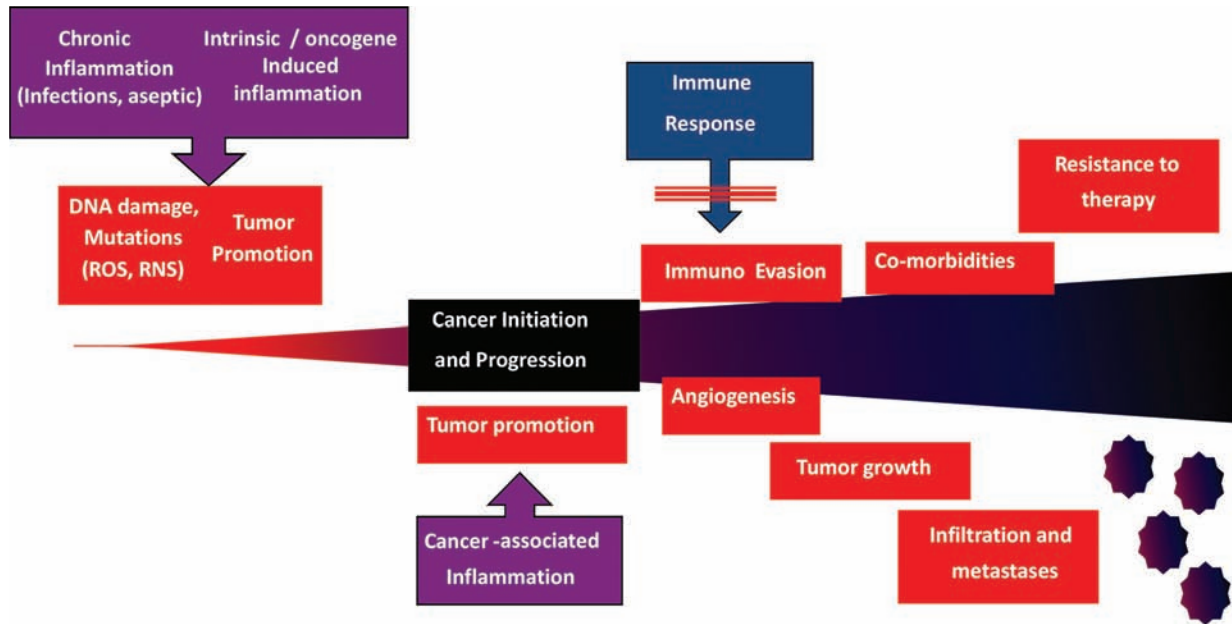 Chronic
Inflammation
(Infections, aseptic)
Intrinsic / oncogene
Induced
inflammation
DNA damage,
Mutations
(ROS, RNS)
Tumor
Promotion
Immune
Response
Resistance to
therapy
Immuno Evasion
Co-morbidities
Cancer Initiation
and Progression
Angiogenesis
Tumor promotion
Tumor growth
Cancer -associated
Inflammation
Infiltration and
metastases